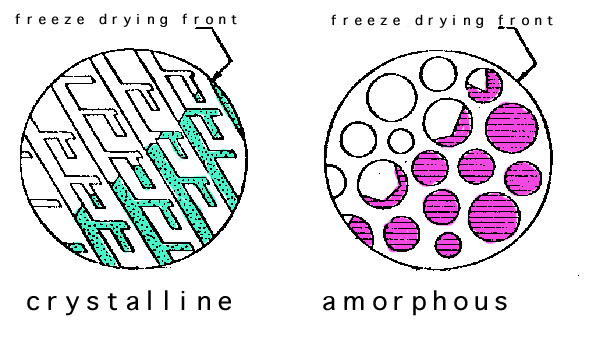 freeze drying front
freeze drying front
crystalline
amorphous